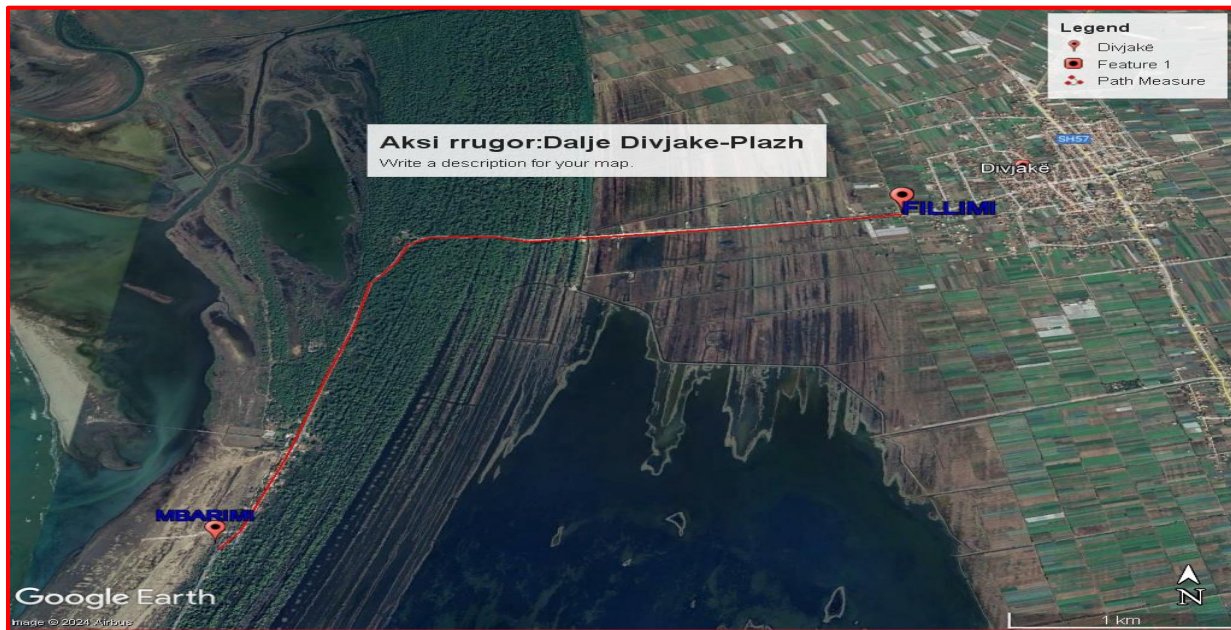 Legend
Divjakë
Feature 1
Path Measure
Aksi rrugor:Dalje Divjake-Plazh
Write a description for your map.
SH57
Divjakë
FILLIMI
MBARIMI
Google Earth
Image © 2024 Airbus
N
1 km